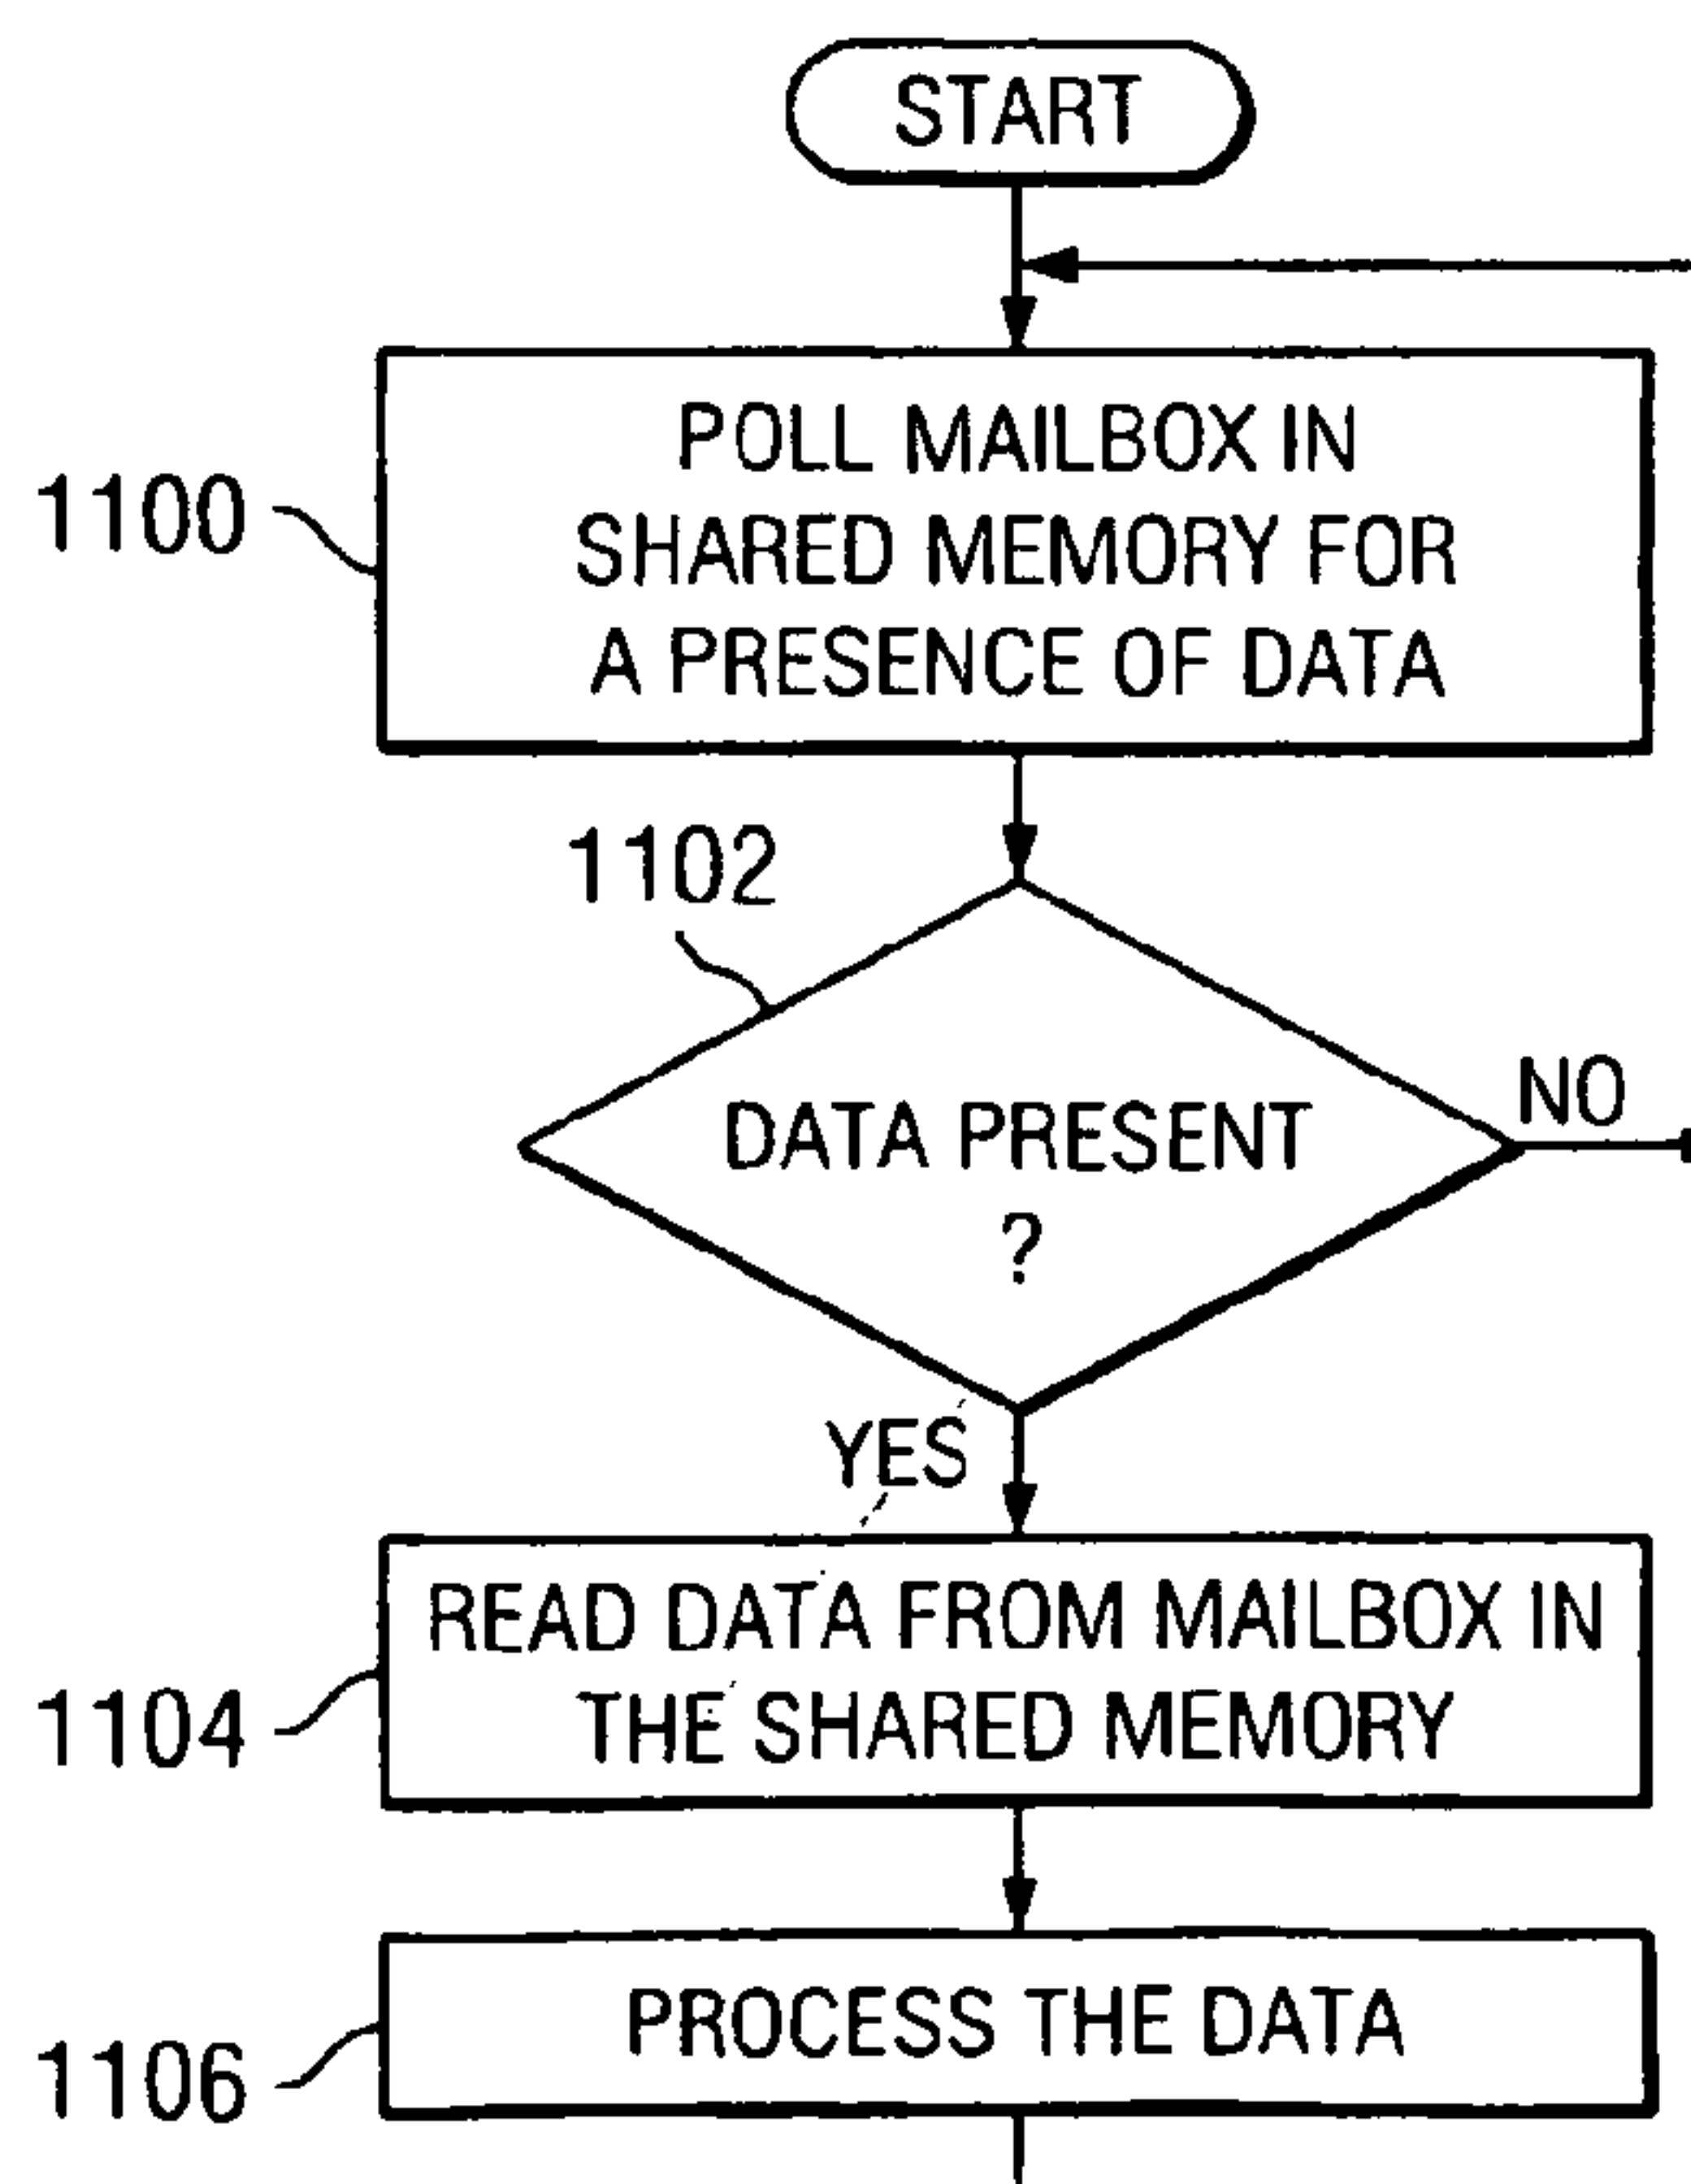 START
1100
POLL MAILBOX IN
SHARED MEMORY FOR
A PRESENCE OF DATA
1102
DATA PRESENT
?
NO
YES
1104
READ DATA FROM MAILBOX IN
THE SHARED MEMORY
1106
PROCESS THE DATA